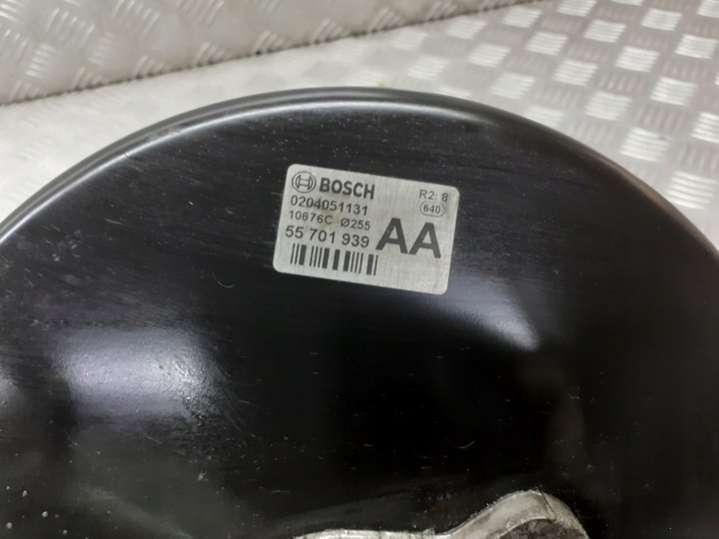 BOSCH
R2: 8
0204051131
640
10676C Ø255
55 701 939 AA